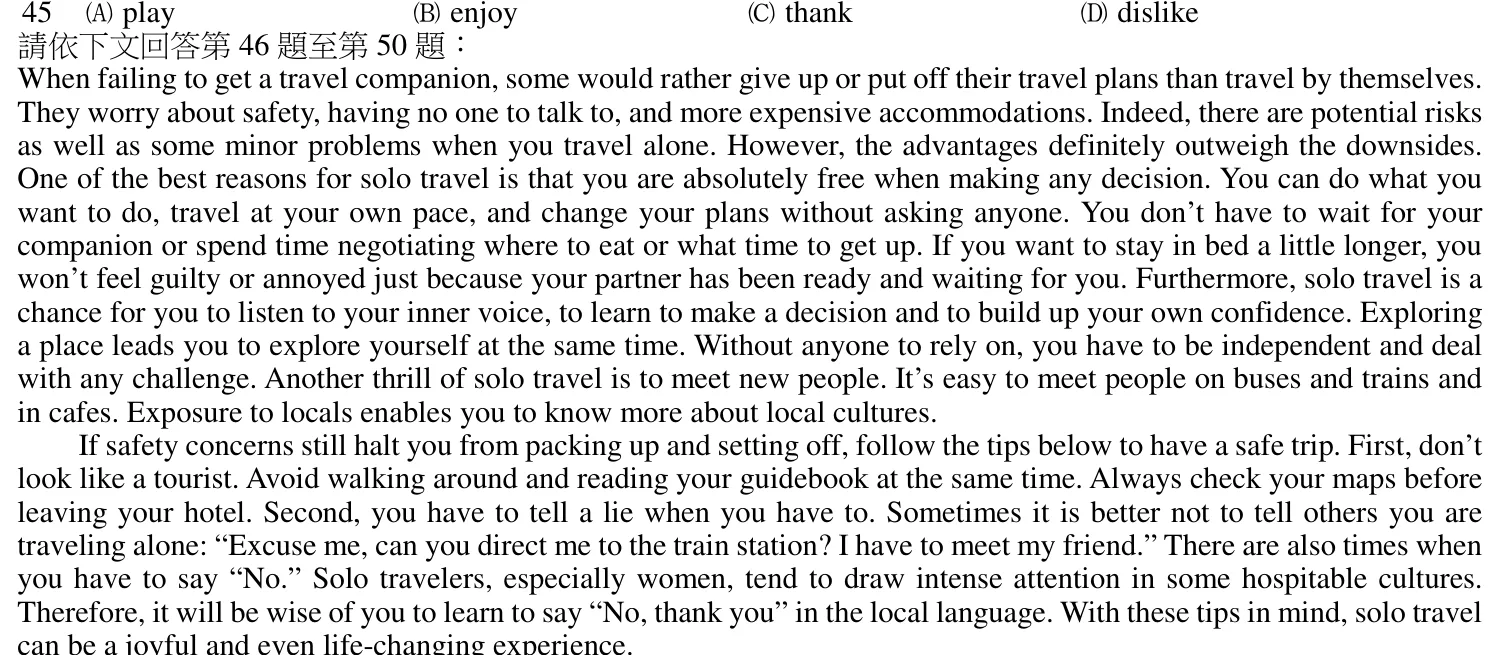 45 (A) play (B) enjoy (C) thank (D) dislike
請依下文回答第 46 題至第 50 題：
When failing to get a travel companion, some would rather give up or put off their travel plans than travel by themselves.
They worry about safety, having no one to talk to, and more expensive accommodations. Indeed, there are potential risks
as well as some minor problems when you travel alone. However, the advantages definitely outweigh the downsides.
One of the best reasons for solo travel is that you are absolutely free when making any decision. You can do what you
want to do, travel at your own pace, and change your plans without asking anyone. You don’t have to wait for your
companion or spend time negotiating where to eat or what time to get up. If you want to stay in bed a little longer, you
won’t feel guilty or annoyed just because your partner has been ready and waiting for you. Furthermore, solo travel is a
chance for you to listen to your inner voice, to learn to make a decision and to build up your own confidence. Exploring
a place leads you to explore yourself at the same time. Without anyone to rely on, you have to be independent and deal
with any challenge. Another thrill of solo travel is to meet new people. It’s easy to meet people on buses and trains and
in cafes. Exposure to locals enables you to know more about local cultures.
If safety concerns still halt you from packing up and setting off, follow the tips below to have a safe trip. First, don’t
look like a tourist. Avoid walking around and reading your guidebook at the same time. Always check your maps before
leaving your hotel. Second, you have to tell a lie when you have to. Sometimes it is better not to tell others you are
traveling alone: “Excuse me, can you direct me to the train station? I have to meet my friend.” There are also times when
you have to say “No.” Solo travelers, especially women, tend to draw intense attention in some hospitable cultures.
Therefore, it will be wise of you to learn to say “No, thank you” in the local language. With these tips in mind, solo travel
can be a joyful and even life-changing experience.